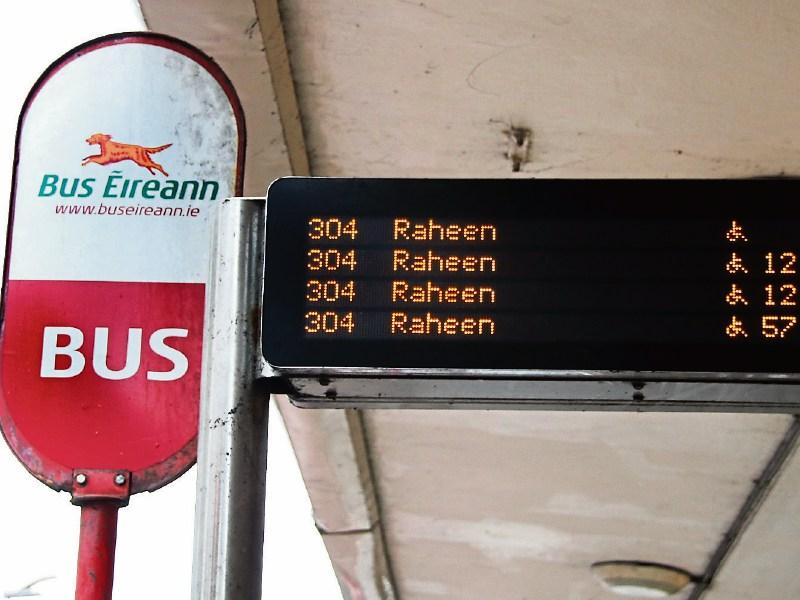 Bus Éireann
www.buseireann.ie
BUS
304 Raheen
304 Raheen 12
304 Raheen 12
304 Raheen 57